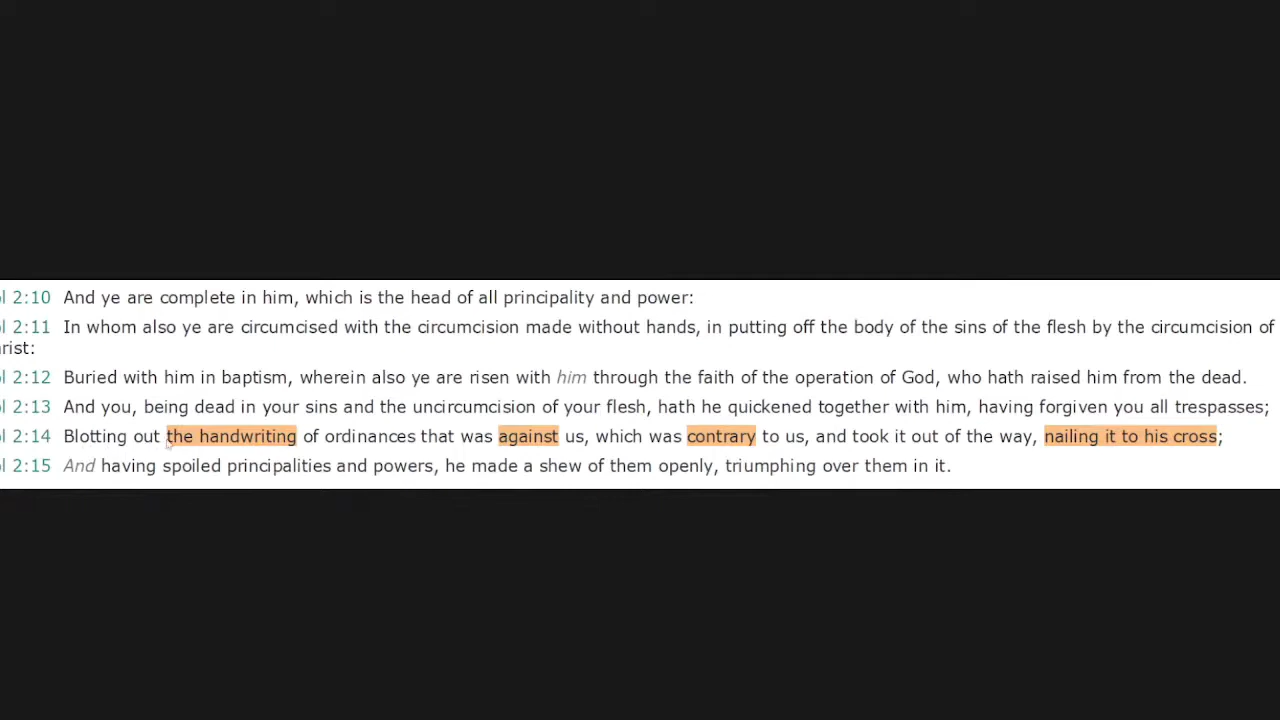 l 2:10 And ye are complete in him, which is the head of all principality and power:
l 2:11 In whom also ye are circumcised with the circumcision made without hands, in putting off the body of the sins of the flesh by the circumcision of
rist:
l 2:12 Buried with him in baptism, wherein also ye are risen with him through the faith of the operation of God, who hath raised him from the dead.
l 2:13 And you, being dead in your sins and the uncircumcision of your flesh, hath he quickened together with him, having forgiven you all trespasses;
l 2:14 Blotting out the handwriting of ordinances that was against us, which was contrary to us, and took it out of the way, nailing it to his cross;
l 2:15 And having spoiled principalities and powers, he made a shew of them openly, triumphing over them in it.